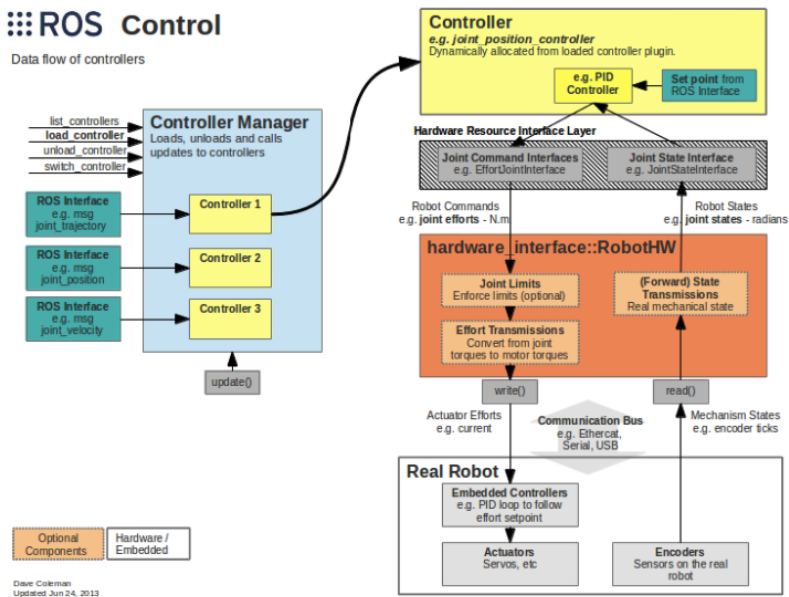 ROS Control
Data flow of controllers
list_controllers
load_controller
unload_controller
switch_controller
Controller Manager
Loads, unloads and calls
updates to controllers
ROS Interface
e.g. msg
joint_trajectory
Controller 1
ROS Interface
e.g. msg
joint_position
Controller 2
ROS Interface
e.g. msg
joint_velocity
Controller 3
update()
Controller
e.g. joint_position_controller
Dynamically allocated from loaded controller plugin.
e.g. PID
Controller
Set point from
ROS Interface
Hardware Resource Interface Layer
Joint Command Interfaces
e.g. EffortJointInterface
Joint State Interface
e.g. JointStateInterface
Robot Commands
e.g. joint efforts - N.m
Robot States
e.g. joint states - radians
hardware_interface::RobotHW
Joint Limits
Enforce limits (optional)
(Forward) State
Transmissions
Real mechanical state
Effort Transmissions
Convert from joint
torques to motor torques
write()
read()
Actuator Efforts
e.g. current
Communication Bus
e.g. Ethercat,
Serial, USB
Mechanism States
e.g. encoder ticks
Real Robot
Embedded Controllers
e.g. PID loop to follow
effort setpoint
Actuators
Servos, etc
Encoders
Sensors on the real
robot
Optional
Components
Hardware /
Embedded
Dave Coleman
Updated Jun 24, 2013